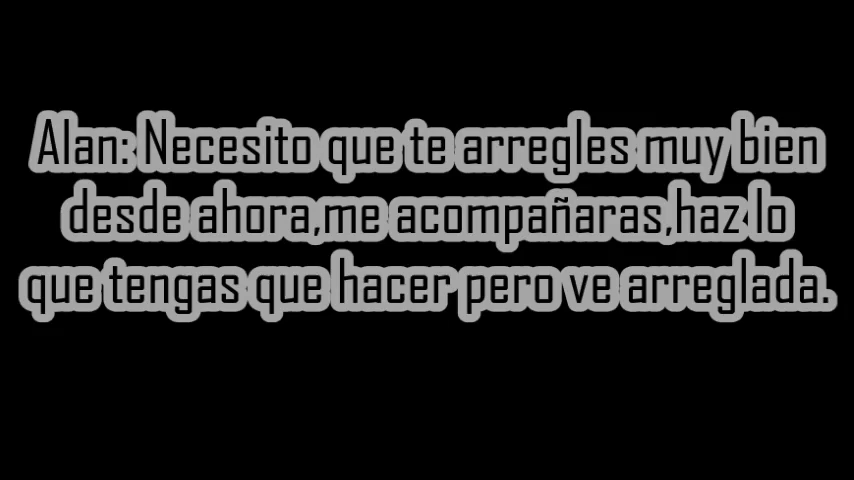 Alan: Necesito que te arregles muy bien
desde ahora,me acompañaras,haz lo
que tengas que hacer pero ve arreglada.